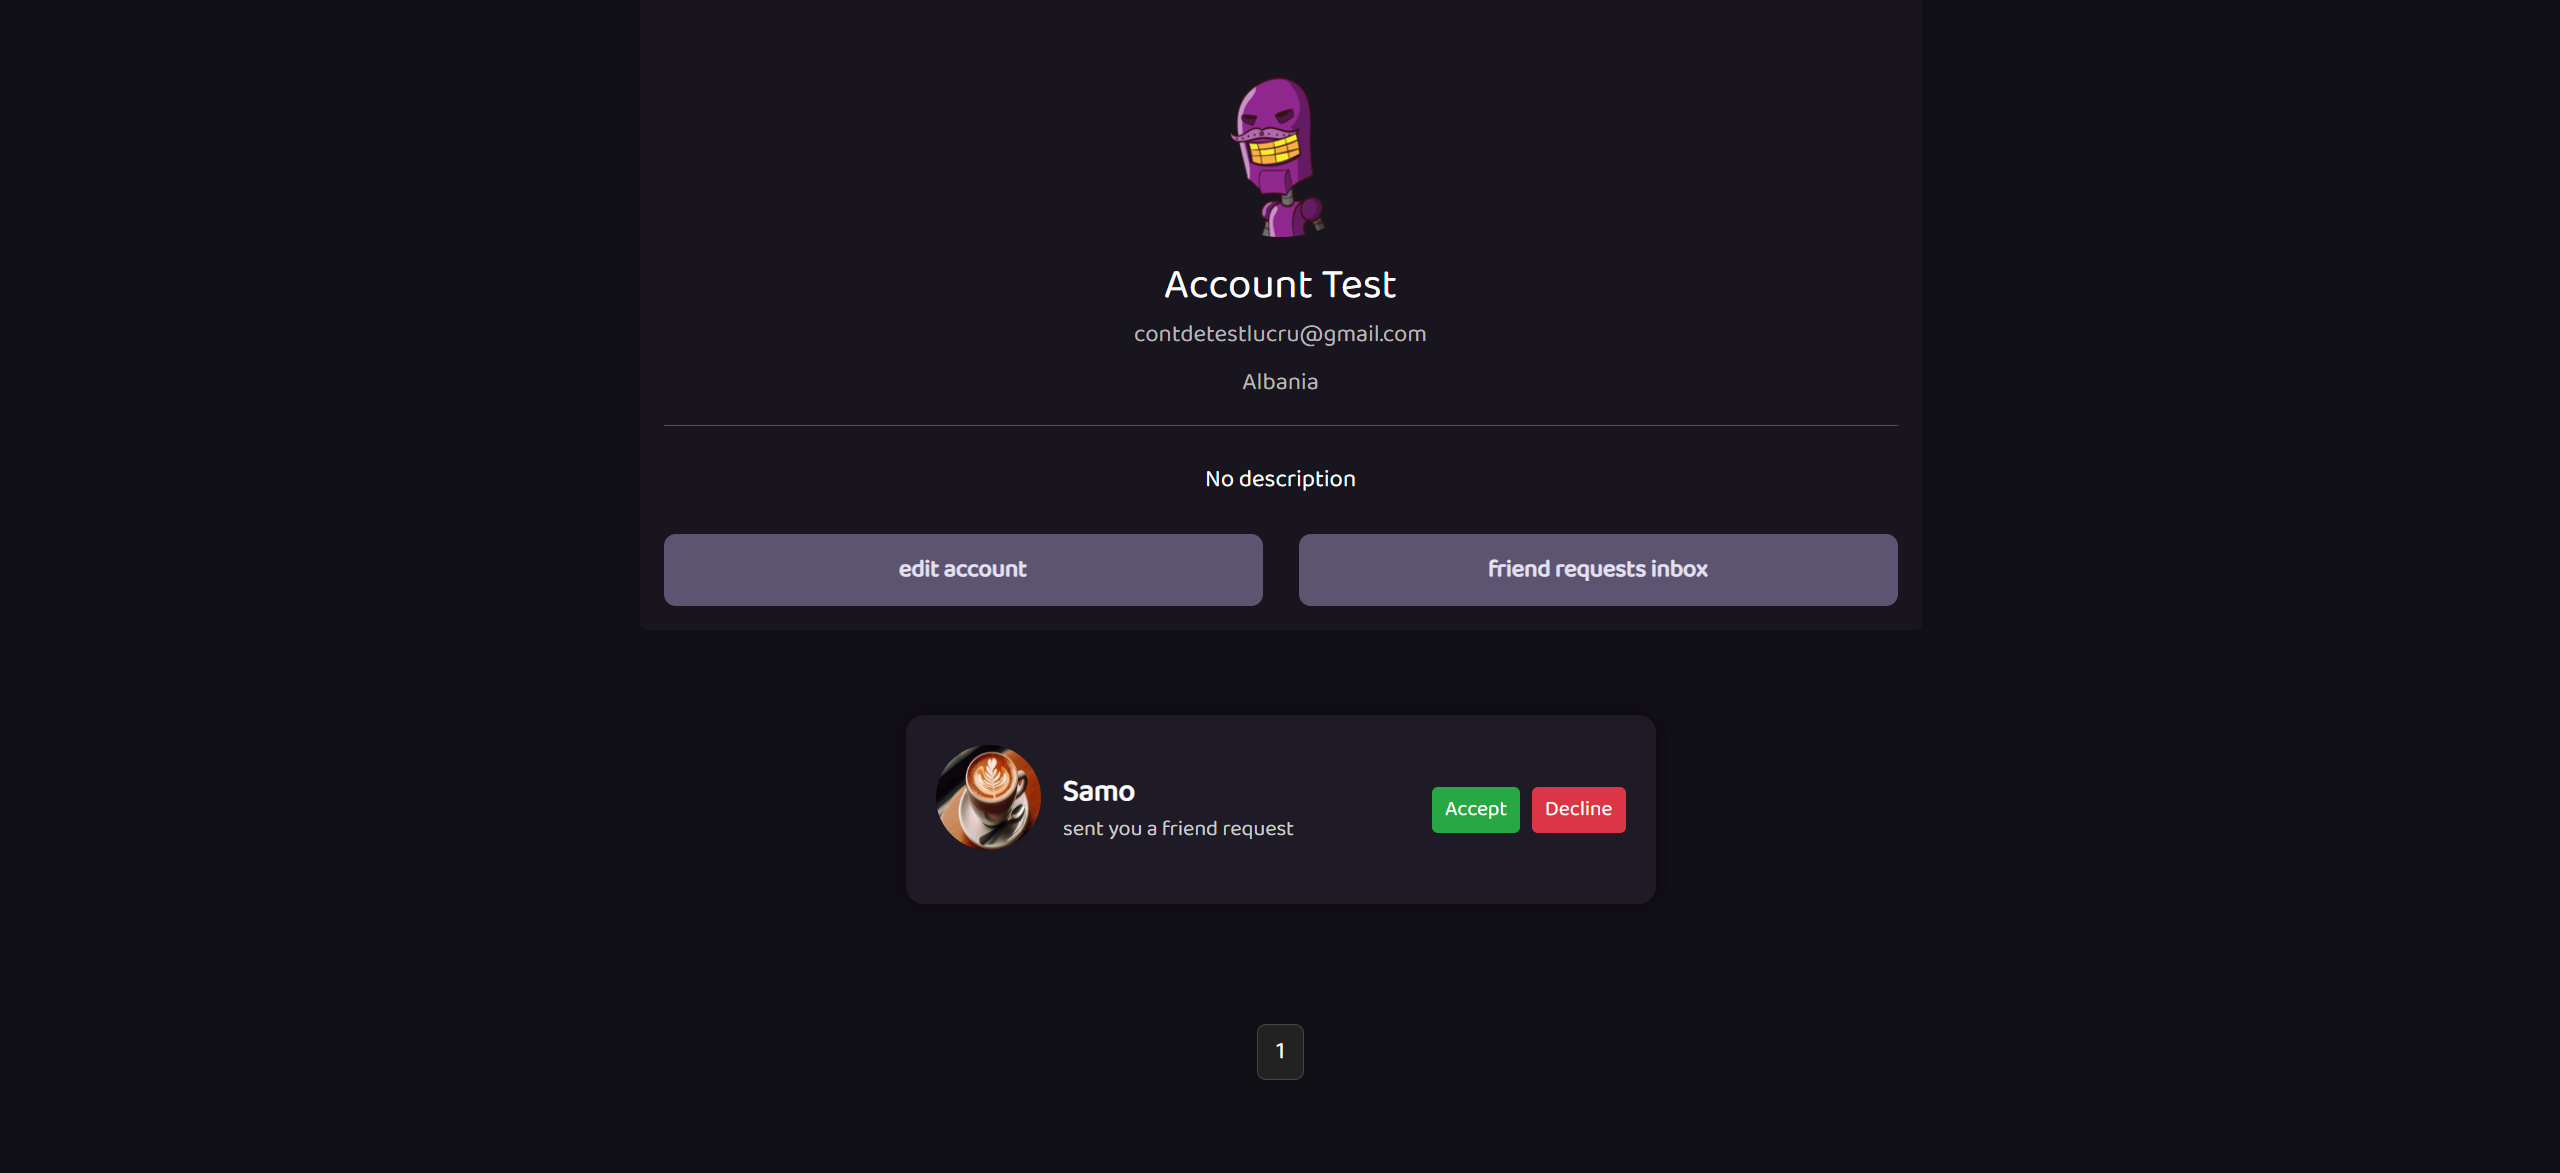 Account Test
contdetestlucru@gmail.com
Albania
No description
edit account
friend requests inbox
Samo
sent you a friend request
Accept
Decline
1